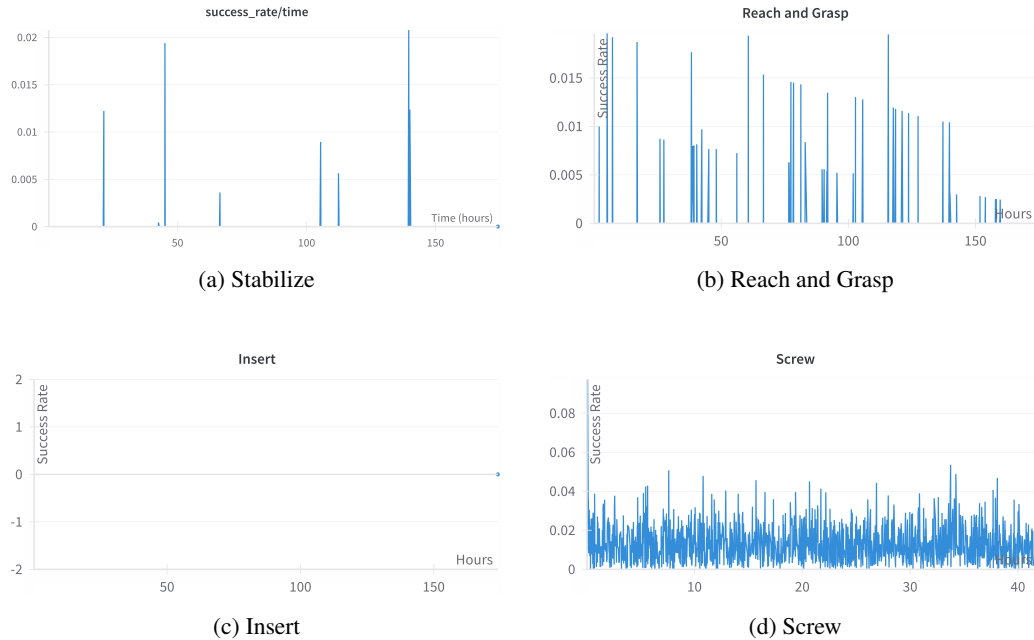 success_rate/time
0.02
0.015
0.01
0.005
0
Time (hours)
50
100
150
(a) Stabilize
Reach and Grasp
Success Rate
0.015
0.01
0.005
0
Hours
50
100
150
(b) Reach and Grasp
Insert
Success Rate
2
1
0
-1
-2
Hours
50
100
150
(c) Insert
Screw
Success Rate
0.08
0.06
0.04
0.02
0
Hours
10
20
30
40
(d) Screw